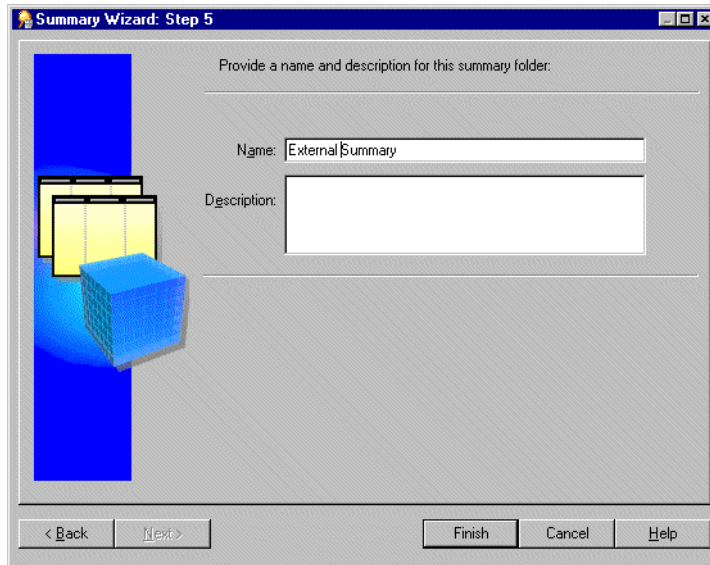 Summary Wizard: Step 5
Provide a name and description for this summary folder:
Name: External Summary
Description:
< Back Next > Finish Cancel Help